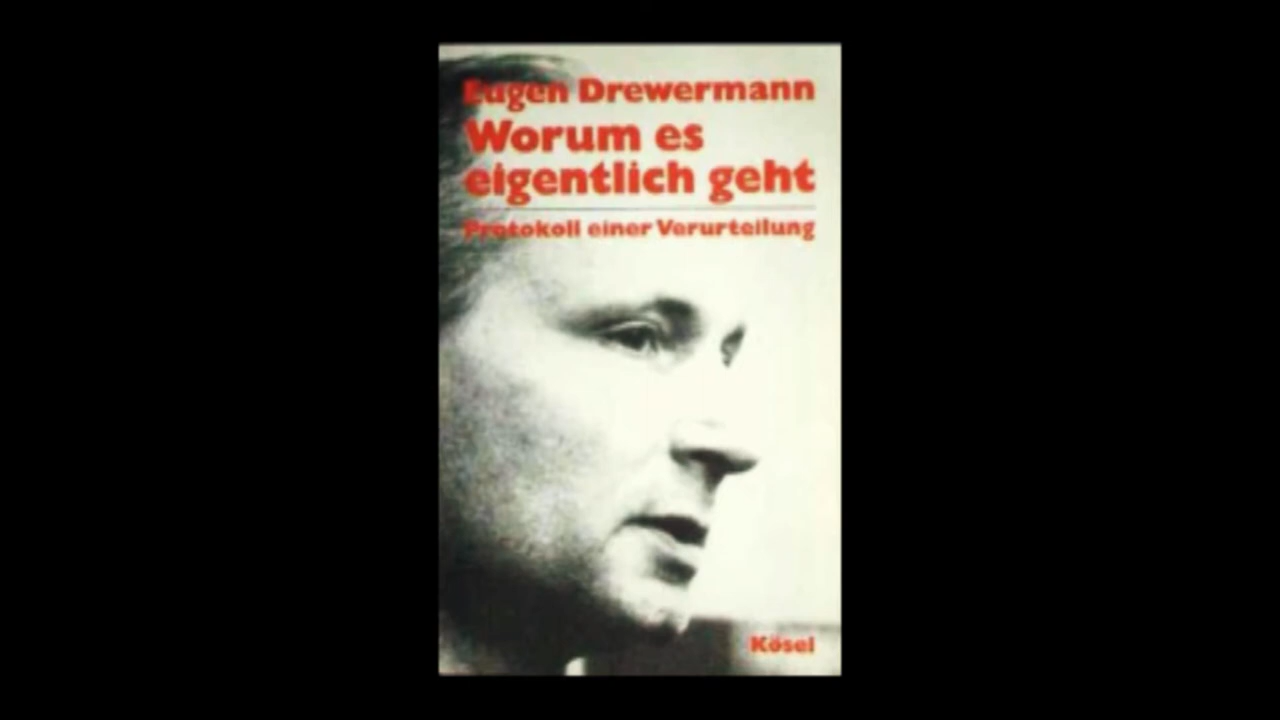 Eugen Drewermann
Worum es
eigentlich geht
Protokoll einer Verurteilung
Kösel